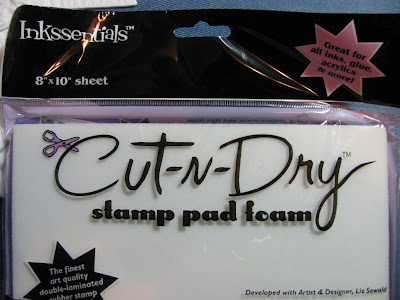 Inkssentials™
8"x10" sheet
Great for
all inks, glue,
acrylics
& more!
Cut-n-Dry™
stamp pad foam
The finest
art quality
double-laminated
rubber stamp
Developed with Artist & Designer, Liz Sewald